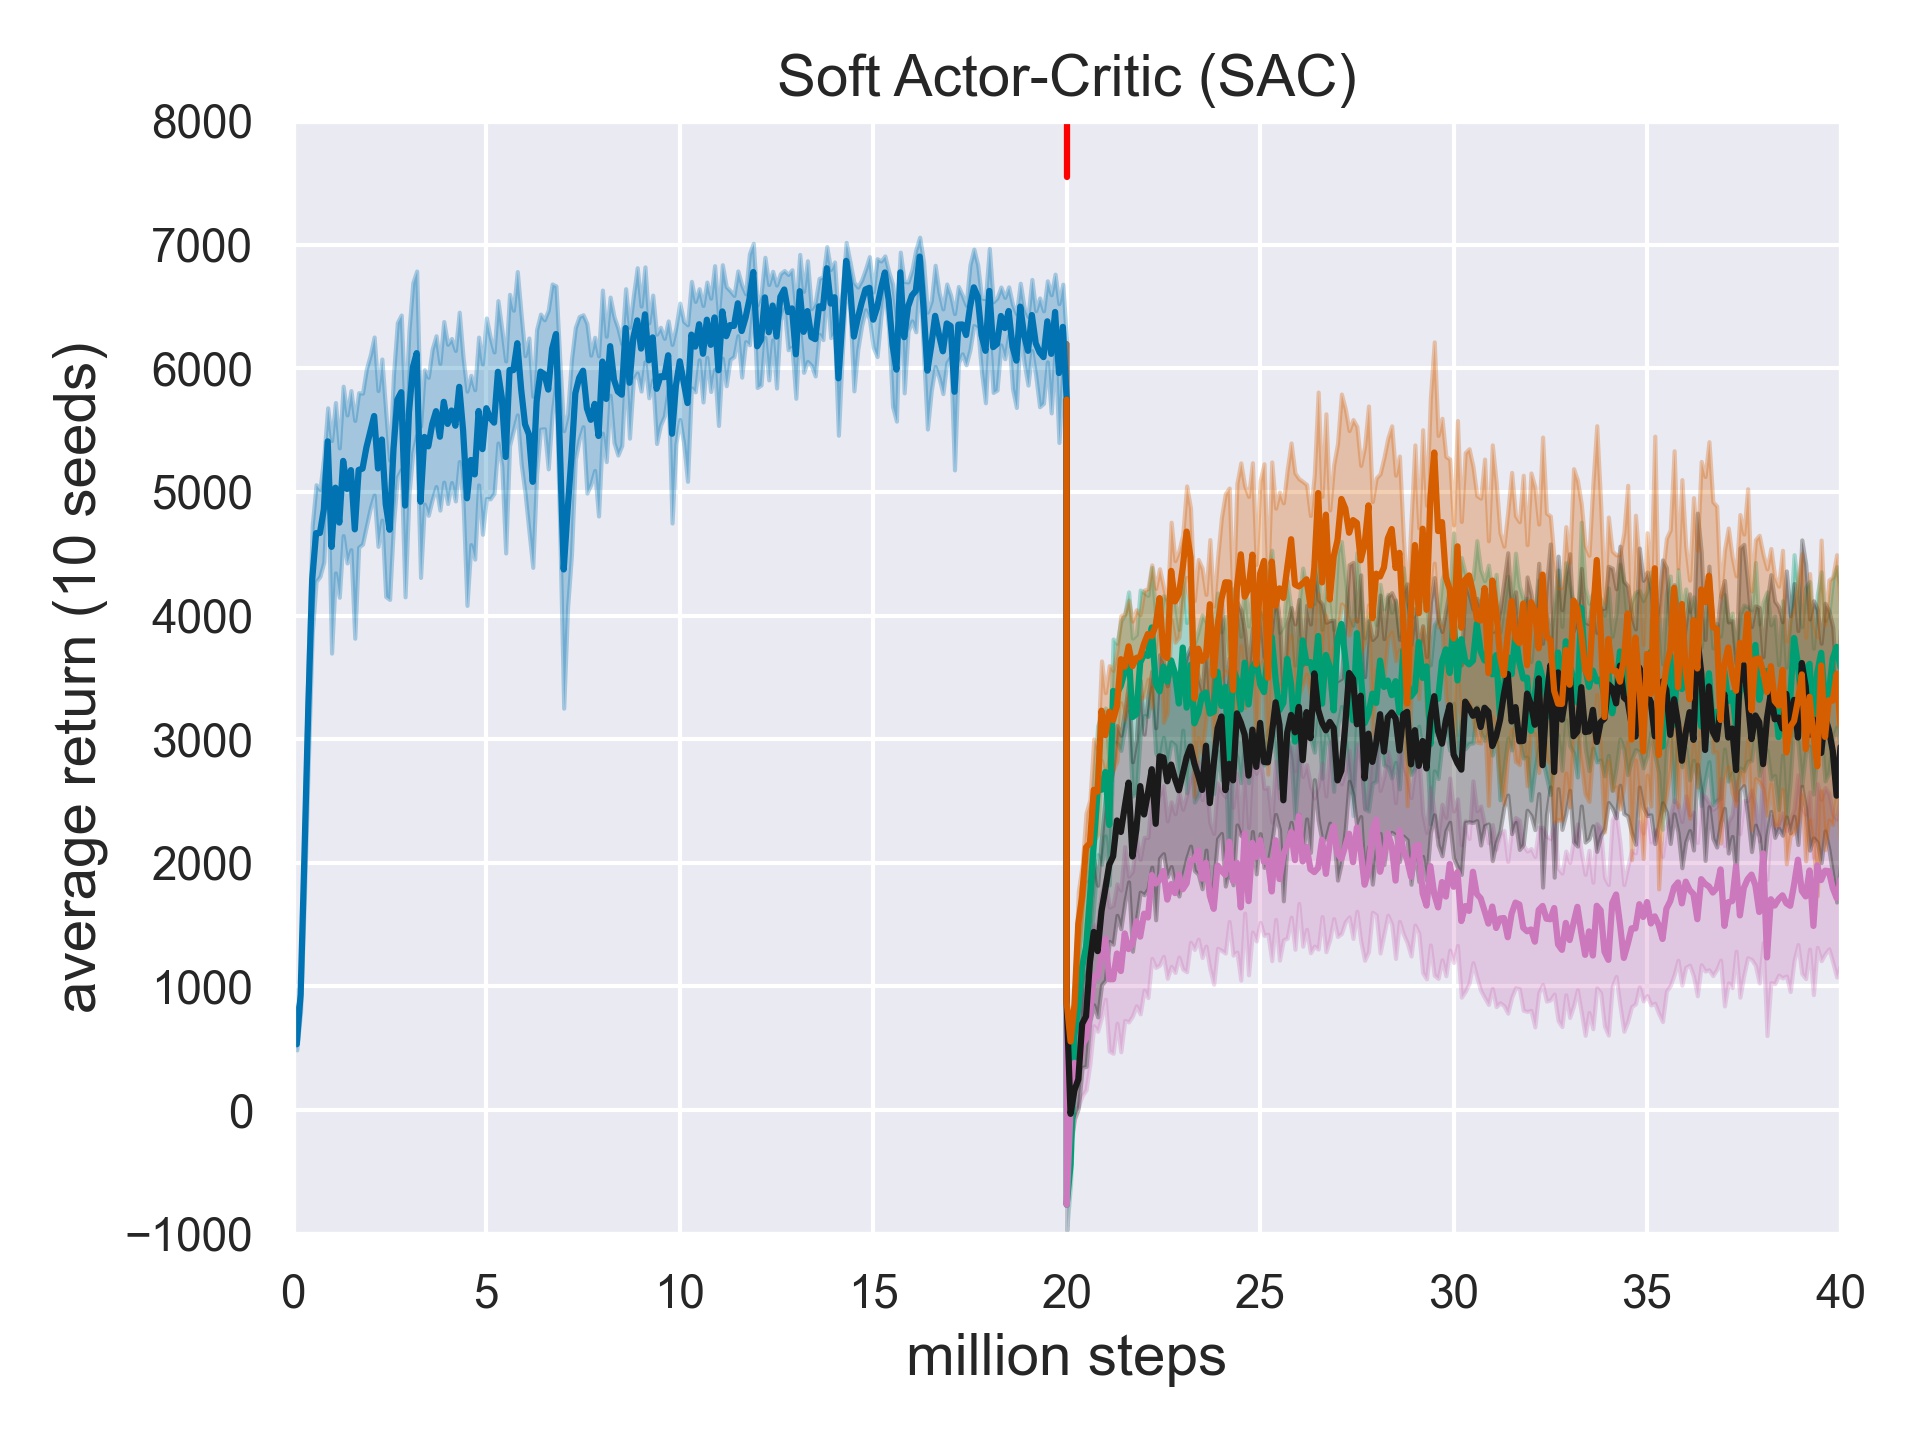 Soft Actor-Critic (SAC)
8000
7000
6000
5000
4000
3000
2000
1000
0
−1000
average return (10 seeds)
0 5 10 15 20 25 30 35 40
million steps